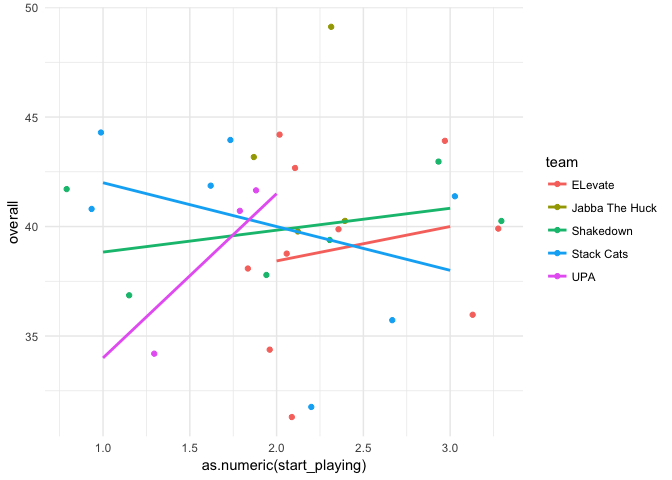 50
45
40
35
overall
1.0 1.5 2.0 2.5 3.0
as.numeric(start_playing)
team
ELevate
Jabba The Huck
Shakedown
Stack Cats
UPA